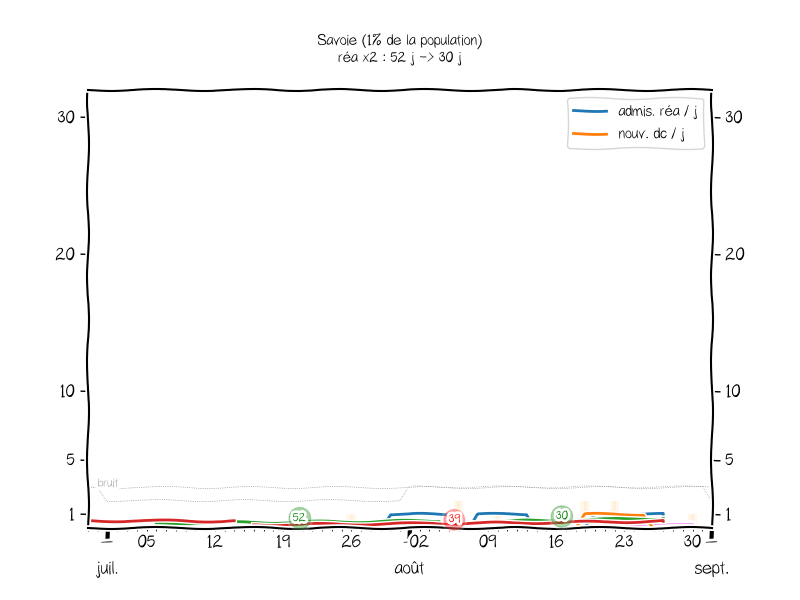 Savoie (1% de la population)
réa x2 : 52 j -> 30 j
admis. réa / j
nouv. dc / j
30
30
20
20
10
10
5
5
bruit
1
1
52
39
30
05
12
19
26
02
09
16
23
30
juil.
août
sept.